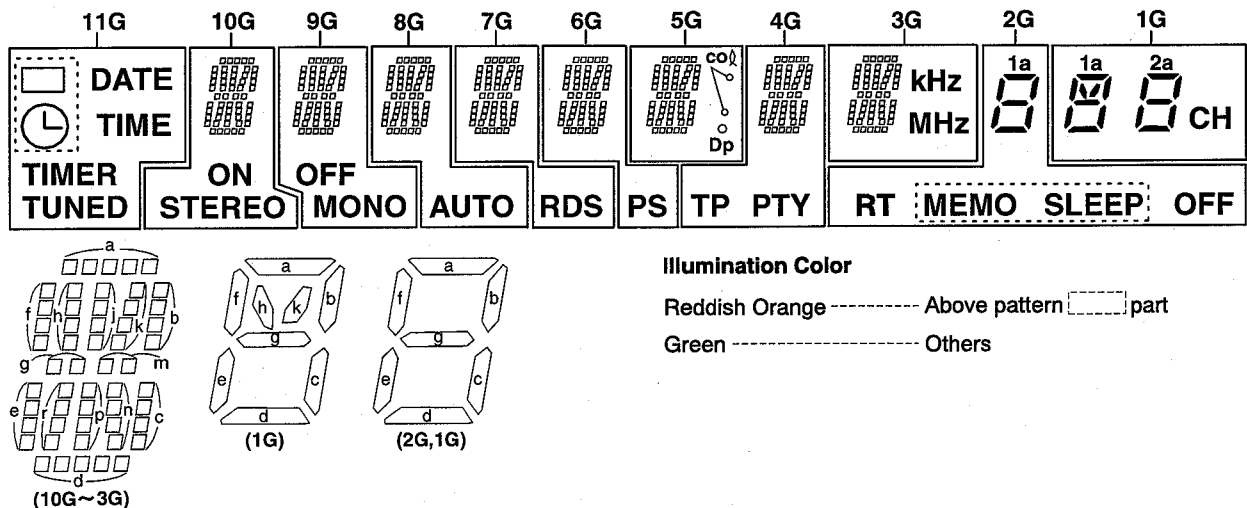 11G 10G 9G 8G 7G 6G 5G 4G 3G 2G 1G
DATE COℓ kHz 1a 1a 2a
TIME Dp MHz CH
TIMER ON OFF
TUNED STEREO MONO AUTO RDS PS TP PTY RT MEMO SLEEP OFF
a
f h j k b
g m
e r p n c
d
(10G~3G)
a
f h k b
g
e c
d
(1G)
a
f b
g
e c
d
(2G,1G)
Illumination Color
Reddish Orange --------- Above pattern part
Green ------------------- Others